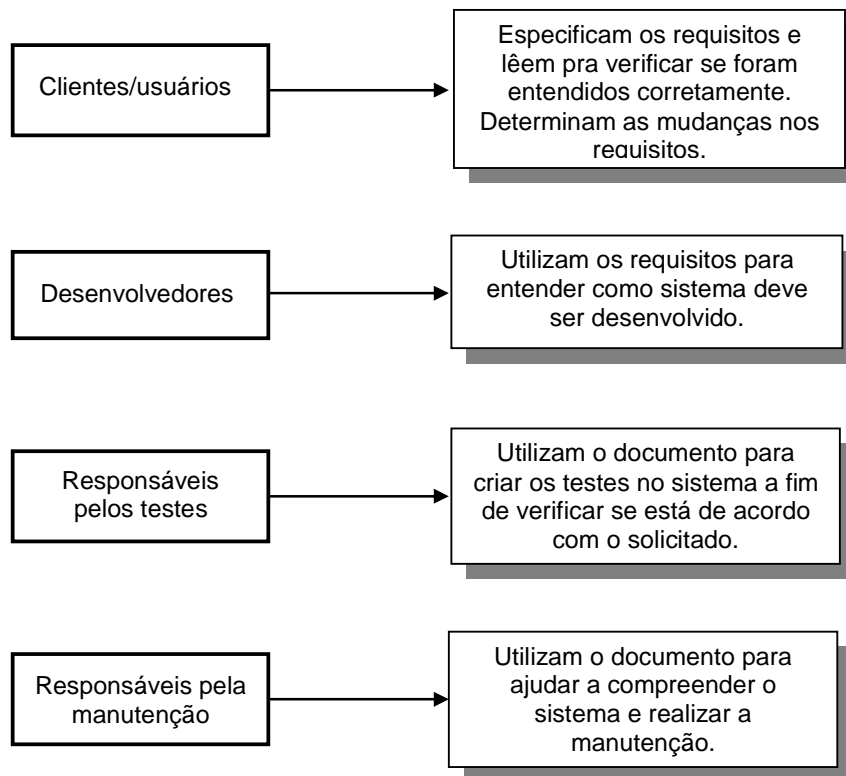 Clientes/usuários
Especificam os requisitos e
lêem pra verificar se foram
entendidos corretamente.
Determinam as mudanças nos
requisitos.
Desenvolvedores
Utilizam os requisitos para
entender como sistema deve
ser desenvolvido.
Responsáveis
pelos testes
Utilizam o documento para
criar os testes no sistema a fim
de verificar se está de acordo
com o solicitado.
Responsáveis pela
manutenção
Utilizam o documento para
ajudar a compreender o
sistema e realizar a
manutenção.